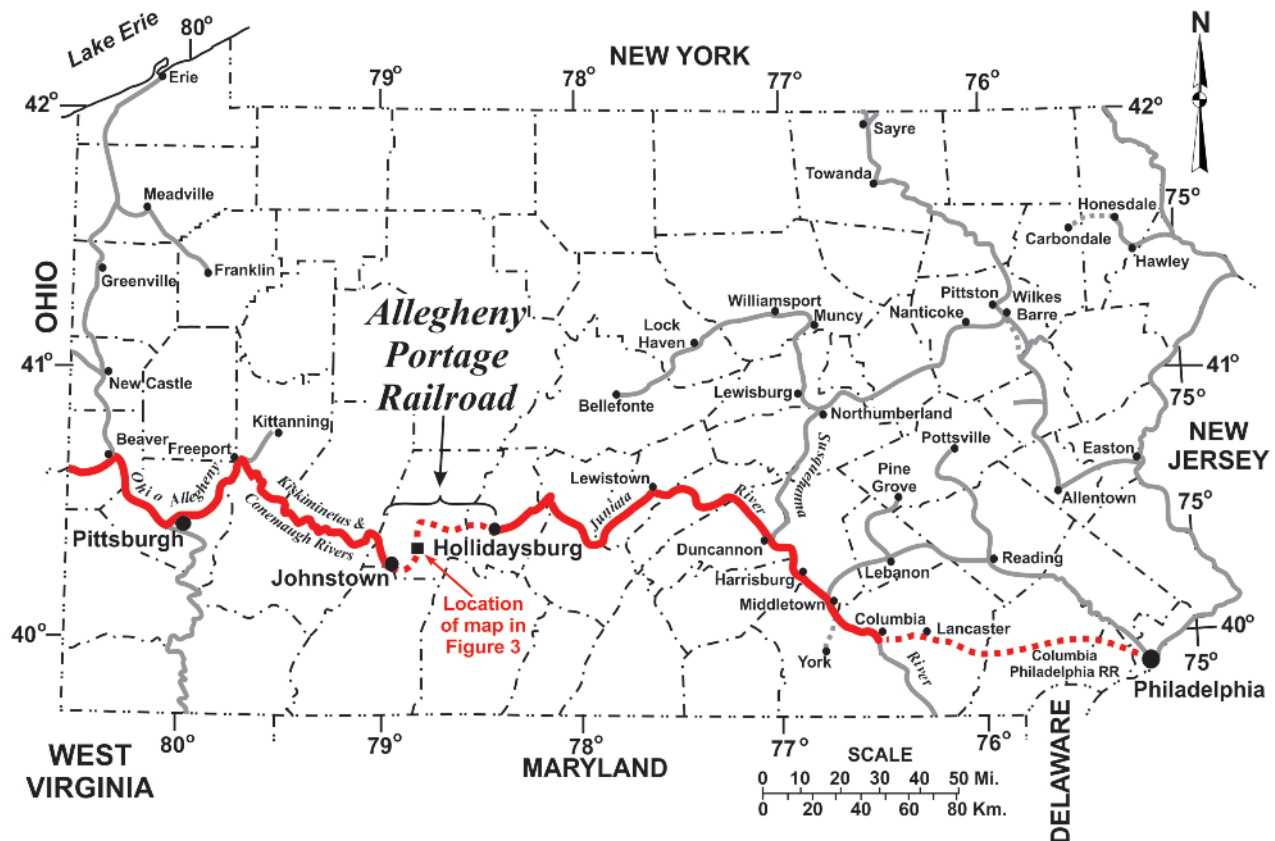 Lake Erie
80°
Erie
NEW YORK
79°
78°
77°
76°
N
42°
42°
Sayre
Towanda
Meadville
Honesdale
75°
Carbondale
Hawley
OHIO
Greenville
Franklin
Allegheny
Portage
Railroad
Williamsport
Muncy
Lock
Haven
Pittston
Wilkes
Barre
Nanticoke
41°
41°
75°
New Castle
Bellefonte
Lewisburg
Northumberland
Kittanning
Beaver
Freeport
Pottsville
Easton
NEW
JERSEY
Ohio
Allegheny
Kiskiminetas &
Conemaugh Rivers
Lewistown
Juniata
River
Susquehanna
Pine
Grove
Allentown
75°
Pittsburgh
Hollidaysburg
Duncannon
Johnstown
Harrisburg
Lebanon
Reading
Location
of map in
Figure 3
Middletown
Columbia
Lancaster
40°
40°
75°
York
River
Columbia
Philadelphia RR
Philadelphia
WEST
VIRGINIA
80°
79°
78°
77°
76°
MARYLAND
DELAWARE
SCALE
0 10 20 30 40 50 Mi.
0 20 40 60 80 Km.